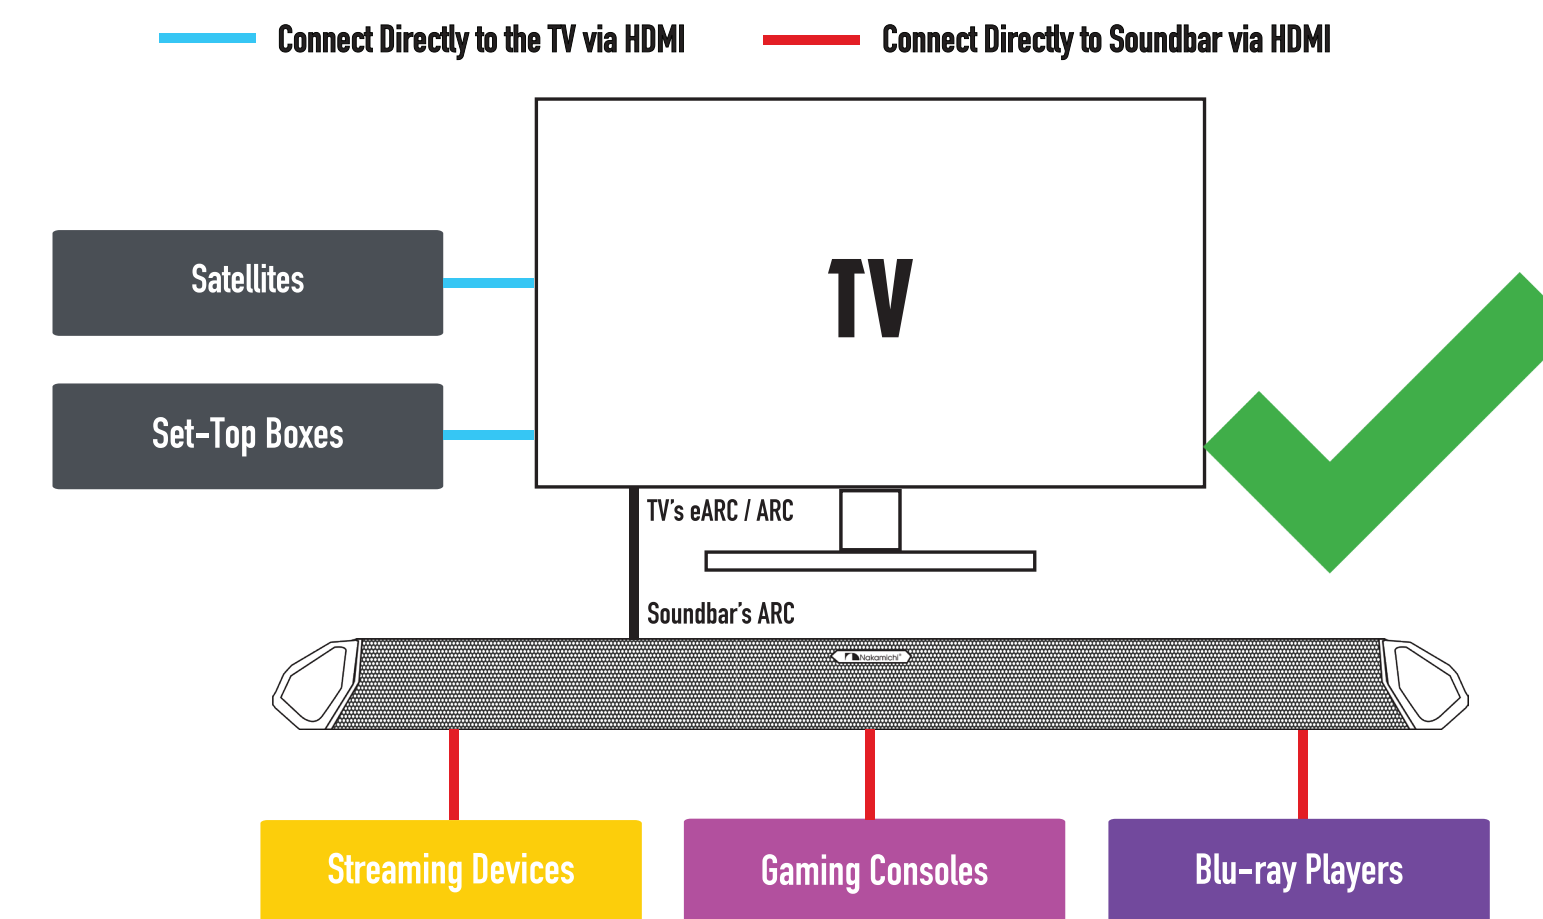 Connect Directly to the TV via HDMI
Connect Directly to Soundbar via HDMI
TV
Satellites
Set-Top Boxes
TV's eARC / ARC
Soundbar's ARC
Nakamichi
Streaming Devices
Gaming Consoles
Blu-ray Players